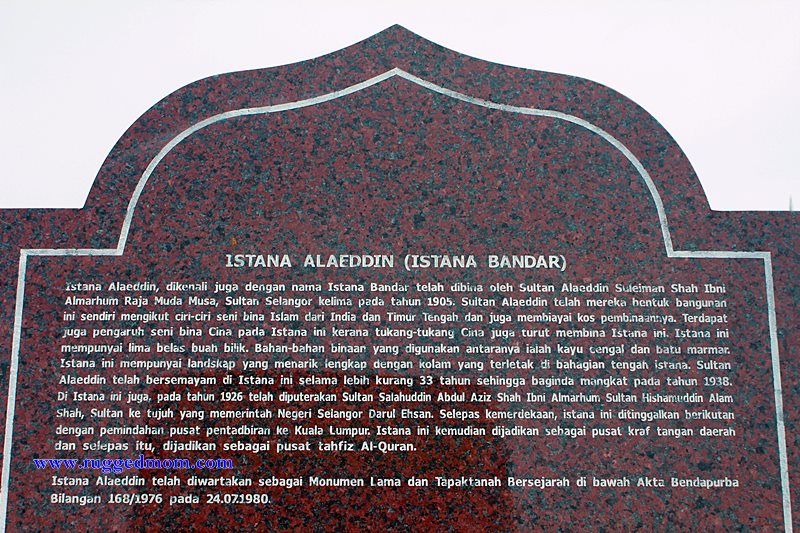 ISTANA ALAEDDIN (ISTANA BANDAR)
Istana Alaeddin, dikenali juga dengan nama Istana Bandar telah dibina oleh Sultan Alaeddin Suleiman Shah Ibni
Almarhum Raja Muda Musa, Sultan Selangor kelima pada tahun 1905. Sultan Alaeddin telah mereka bentuk bangunan
ini sendiri mengikut ciri-ciri seni bina Islam dari India dan Timur Tengah dan juga membiayai kos pembinaannya. Terdapat
juga pengaruh seni bina Cina pada Istana ini kerana tukang-tukang Cina juga turut membina Istana ini. Istana ini
mempunyai lima belas buah bilik. Bahan-bahan binaan yang digunakan antaranya ialah kayu cengal dan batu marmar.
Istana ini mempunyai landskap yang menarik lengkap dengan kolam yang terletak di bahagian tengah istana. Sultan
Alaeddin telah bersemayam di Istana ini selama lebih kurang 33 tahun sehingga baginda mangkat pada tahun 1938.
Di Istana ini juga, pada tahun 1926 telah diputerakan Sultan Salahuddin Abdul Aziz Shah Ibni Almarhum Sultan Hishamuddin Alam
Shah, Sultan ke tujuh yang memerintah Negeri Selangor Darul Ehsan. Selepas kemerdekaan, istana ini ditinggalkan berikutan
dengan pemindahan pusat pentadbiran ke Kuala Lumpur. Istana ini kemudian dijadikan sebagai pusat kraf tangan daerah
dan selepas itu, dijadikan sebagai pusat tahfiz Al-Quran.
www.ruggedmom.com
Istana Alaeddin telah diwartakan sebagai Monumen Lama dan Tapaktanah Bersejarah di bawah Akta Bendapurba
Bilangan 168/1976 pada 24.07.1980.